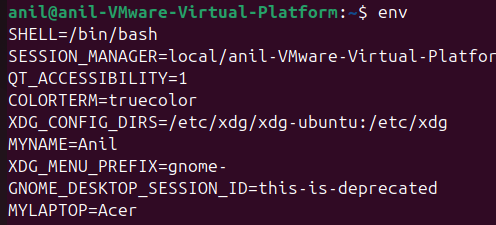 anil@anil-VMware-Virtual-Platform:~$ env
SHELL=/bin/bash
SESSION_MANAGER=local/anil-VMware-Virtual-Platfor
QT_ACCESSIBILITY=1
COLORTERM=truecolor
XDG_CONFIG_DIRS=/etc/xdg/xdg-ubuntu:/etc/xdg
MYNAME=Anil
XDG_MENU_PREFIX=gnome-
GNOME_DESKTOP_SESSION_ID=this-is-deprecated
MYLAPTOP=Acer